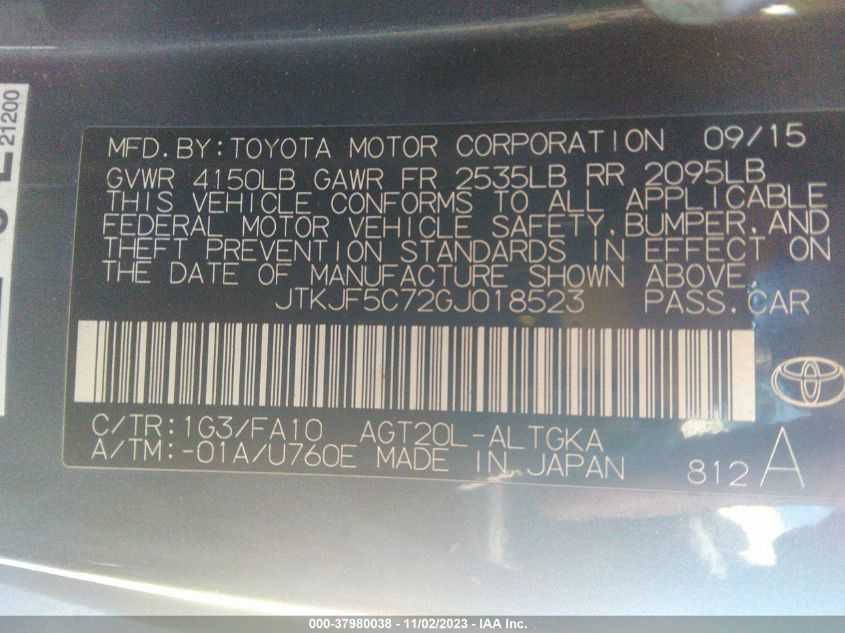 21200
MFD.BY:TOYOTA MOTOR CORPORATION 09/15
GVWR 4150LB GAWR FR 2535LB RR 2095LB
THIS VEHICLE CONFORMS TO ALL APPLICABLE
FEDERAL MOTOR VEHICLE SAFETY,BUMPER,AND
THEFT PREVENTION STANDARDS IN EFFECT ON
THE DATE OF MANUFACTURE SHOWN ABOVE.
JTKJF5C72GJ018523 PASS.CAR
C/TR:1G3/FA10 AGT20L-ALTGKA
A/TM:-01A/U760E MADE IN JAPAN 812A
000-37980038 - 11/02/2023 - IAA Inc.